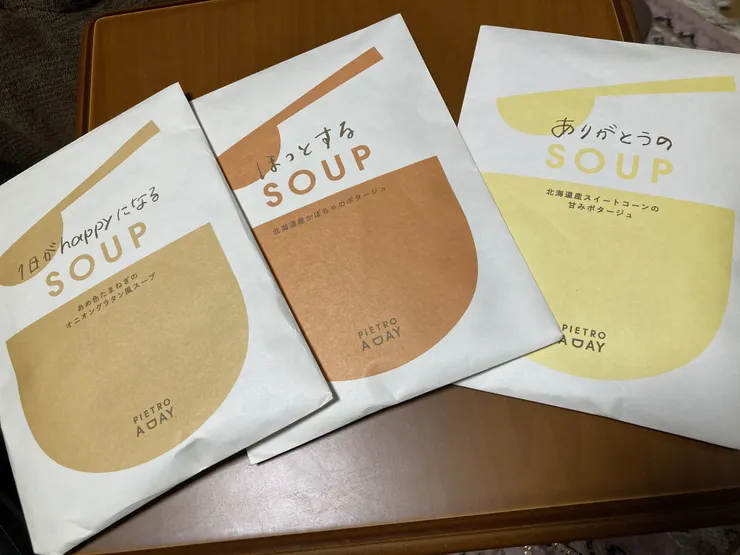 1日がhappyになる
SOUP
あめ色たまねぎの
オニオングラタン風スープ
PIETRO
A DAY
ほっとする
SOUP
北海道産かぼちゃのポタージュ
PIETRO
A DAY
ありがとうの
SOUP
北海道産スイートコーンの
甘みポタージュ
PIETRO
A DAY